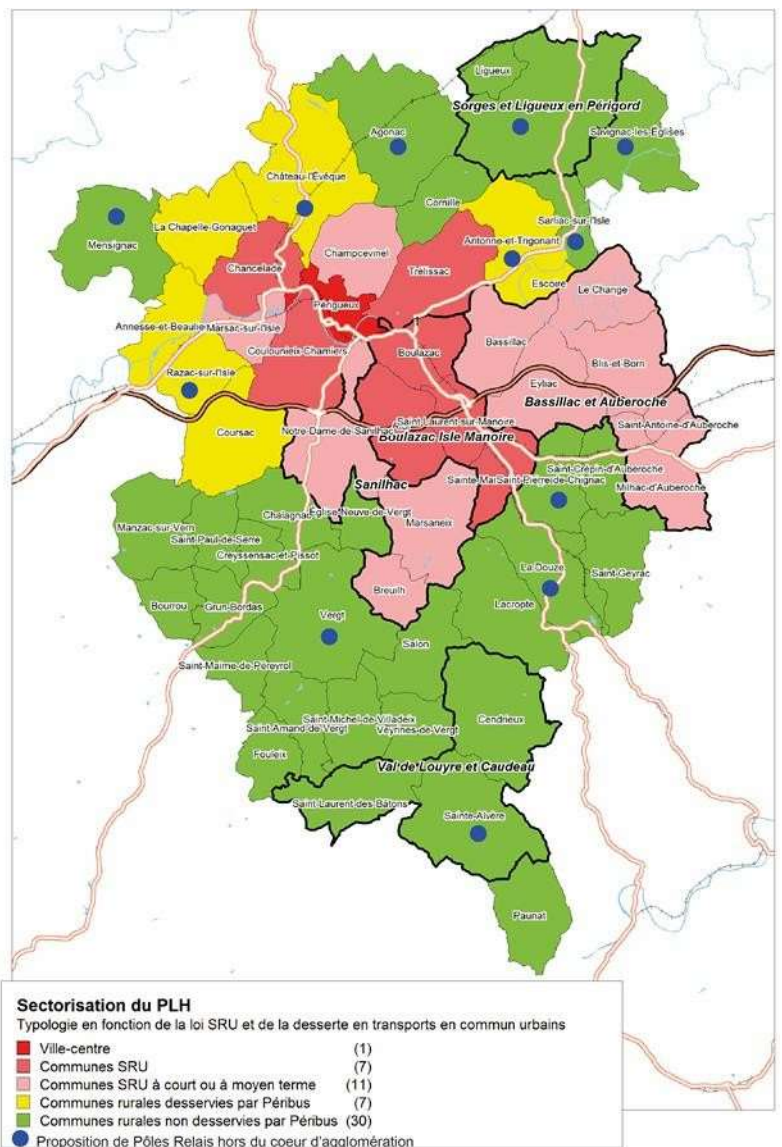 Ligueux
Sorges et Ligueux en Périgord
Agonac
Savignac-les-Églises
Château-l'Évêque
Cornille
La Chapelle-Gonaguet
Mensignac
Sarliac-sur-l'Isle
Antonne-et-Trigonant
Champcevinel
Trélissac
Chancelade
Escoire
Le Change
Périgueux
Annesse-et-Beaulie
Marsac-sur-l'Isle
Bassillac
Coulounieix-Chamiers
Boulazac
Blis-et-Born
Razac-sur-l'Isle
Eyliac
Bassillac et Auberoche
Saint-Laurent-sur-Manoire
Saint-Antoine-d'Auberoche
Coursac
Notre-Dame-de-Sanilhac
Boulazac Isle Manoire
Saint-Crépin-d'Auberoche
Sanilhac
Sainte-Mar
Saint-Pierre-de-Chignac
Milhac-d'Auberoche
Chalagnac
Église-Neuve-de-Vergt
Manzac-sur-Vern
Saint-Paul-de-Serre
Marsaneix
Creyssensac-et-Pissot
La Douze
Saint-Geyrac
Breuilh
Bourrou
Grun-Bordas
Lacropte
Vergt
Salon
Saint-Maime-de-Péreyrol
Saint-Michel-de-Villadeix
Cendrieux
Saint-Amand-de-Vergt
Veyrines-de-Vergt
Fouleix
Val de Louyre et Caudeau
Saint-Laurent-des-Bâtons
Sainte-Alvère
Paunat
Sectorisation du PLH
Typologie en fonction de la loi SRU et de la desserte en transports en commun urbains
Ville-centre (1)
Communes SRU (7)
Communes SRU à court ou à moyen terme (11)
Communes rurales desservies par Péribus (7)
Communes rurales non desservies par Péribus (30)
Proposition de Pôles Relais hors du coeur d'agglomération